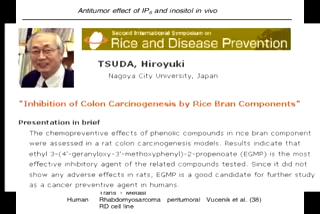 Antitumor effect of IP₆ and inositol in vivo
Second International Symposium on
Rice and Disease Prevention
TSUDA, Hiroyuki
Nagoya City University, Japan
"Inhibition of Colon Carcinogenesis by Rice Bran Components"
Presentation in brief
The chemopreventive effects of phenolic compounds in rice bran component
were assessed in a rat colon carcinogenesis models. Results indicate that
ethyl 3-(4'-geranyloxy-3'-methoxyphenyl)-2-propenoate (EGMP) is the most
effective inhibitory agent of the related compounds tested. Since it did not
show any adverse effects in rats, EGMP is a good candidate for further study
as a cancer preventive agent in humans.
Human Rhabdomyosarcoma peritumoral Vucenik et al. (38)
RD cell line